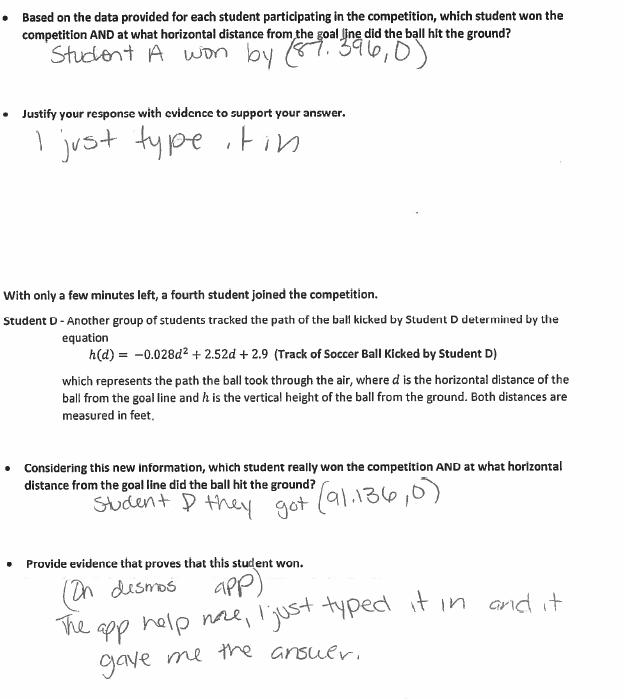 • Based on the data provided for each student participating in the competition, which student won the
competition AND at what horizontal distance from the goal line did the ball hit the ground?
Student A won by (87.396,0)
• Justify your response with evidence to support your answer.
I just type it in
With only a few minutes left, a fourth student joined the competition.
Student D - Another group of students tracked the path of the ball kicked by Student D determined by the
equation
h(d) = −0.028d² + 2.52d + 2.9 (Track of Soccer Ball Kicked by Student D)
which represents the path the ball took through the air, where d is the horizontal distance of the
ball from the goal line and h is the vertical height of the ball from the ground. Both distances are
measured in feet.
• Considering this new information, which student really won the competition AND at what horizontal
distance from the goal line did the ball hit the ground?
Student D they got (91.136,0)
• Provide evidence that proves that this student won.
(On desmos app)
The app help me, I just typed it in and it
gave me the answer.